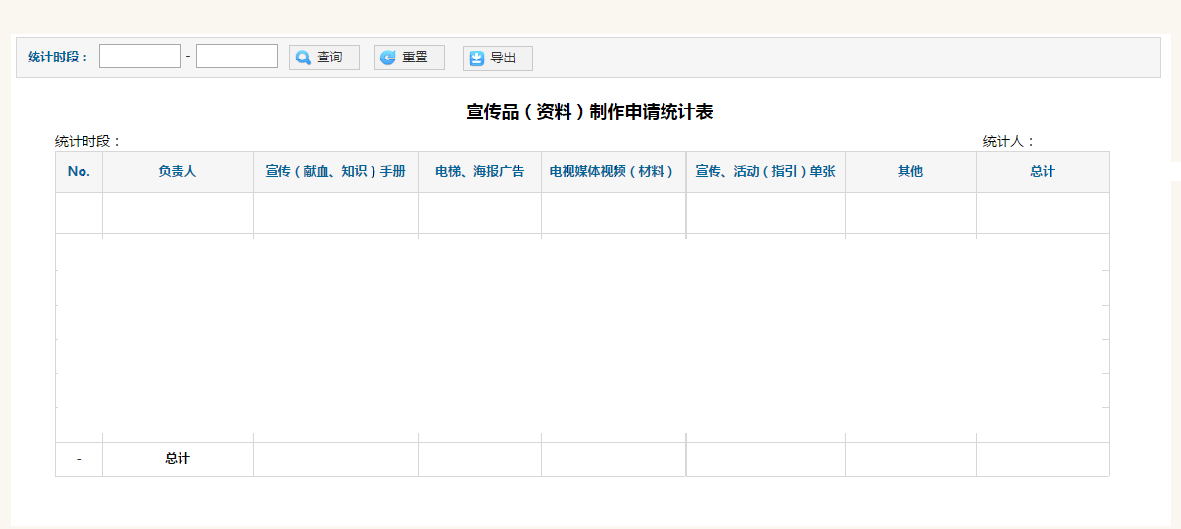 统计时段： - 查询 重置 导出
宣传品（资料）制作申请统计表
统计时段： 统计人：
No. 负责人 宣传（献血、知识）手册 电梯、海报广告 电视媒体视频（材料） 宣传、活动（指引）单张 其他 总计
- 总计